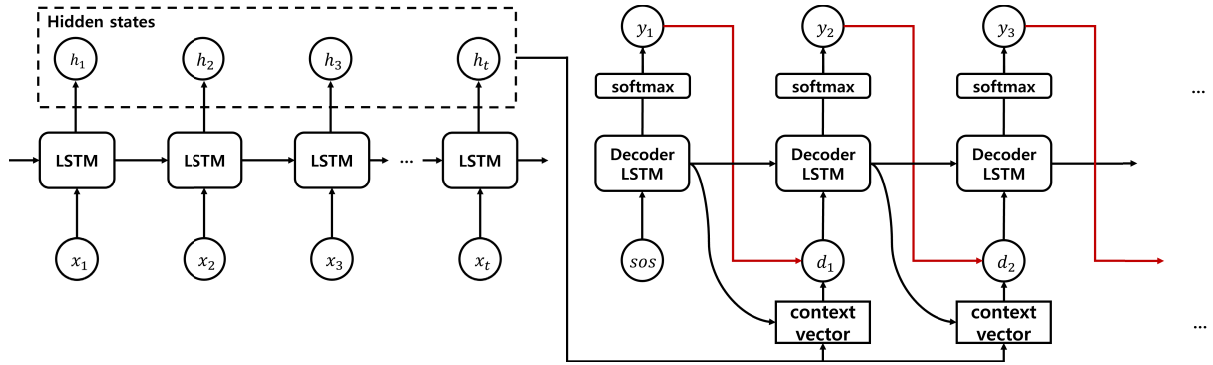 Hidden states
h₁ h₂ h₃ hₜ
LSTM LSTM LSTM ... LSTM
x₁ x₂ x₃ xₜ
y₁ y₂ y₃
softmax softmax softmax ...
Decoder LSTM
Decoder LSTM
Decoder LSTM
sos d₁ d₂
context vector
context vector
...